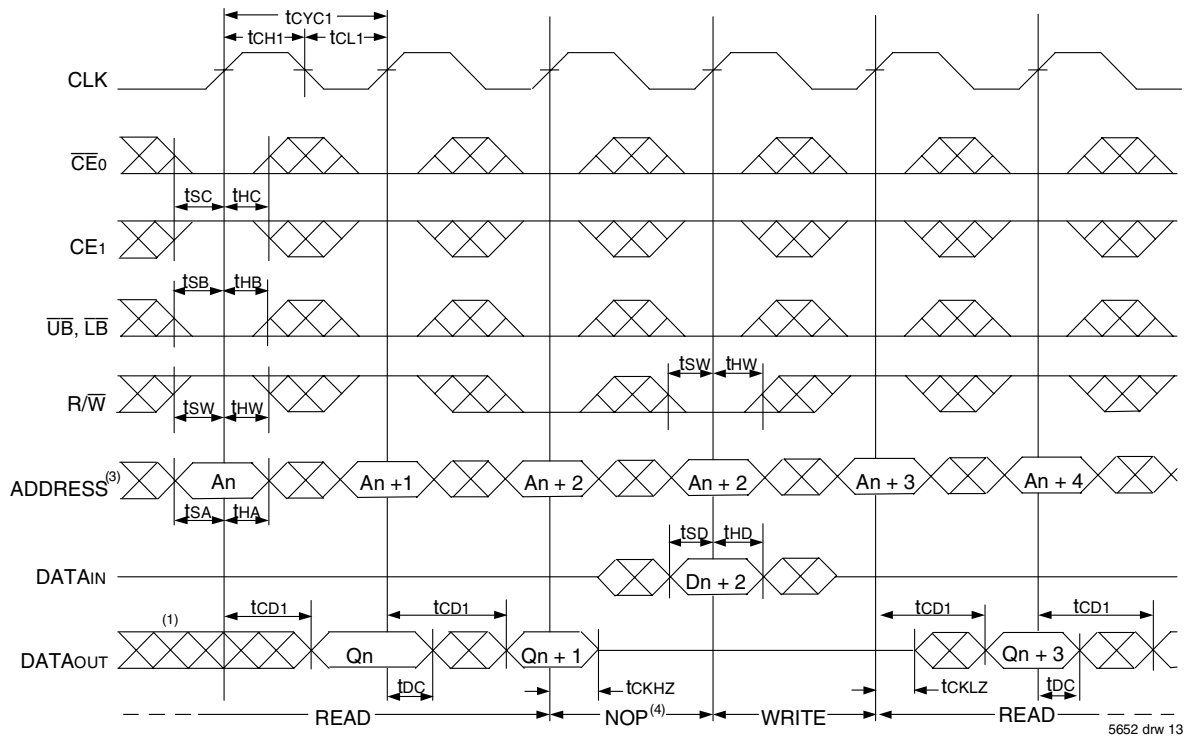 tCYC1
tCH1 tCL1
CLK
CE0
tSC tHC
CE1
tSB tHB
UB, LB
tSW tHW
R/W
tSW tHW
ADDRESS(3) An An +1 An + 2 An + 2 An + 3 An + 4
tSA tHA
tSD tHD
DATAIN Dn + 2
tCD1 tCD1 tCD1 tCD1
(1)
DATAOUT Qn Qn + 1 Qn + 3
tDC tCKHZ tCKLZ tDC
READ NOP(4) WRITE READ
5652 drw 13